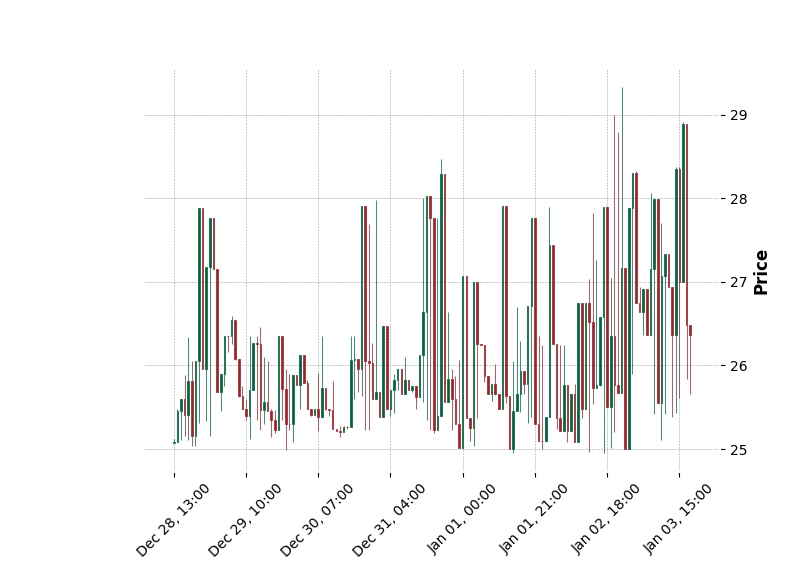 29
28
27
26
25
Price
Dec 28, 13:00
Dec 29, 10:00
Dec 30, 07:00
Dec 31, 04:00
Jan 01, 00:00
Jan 01, 21:00
Jan 02, 18:00
Jan 03, 15:00